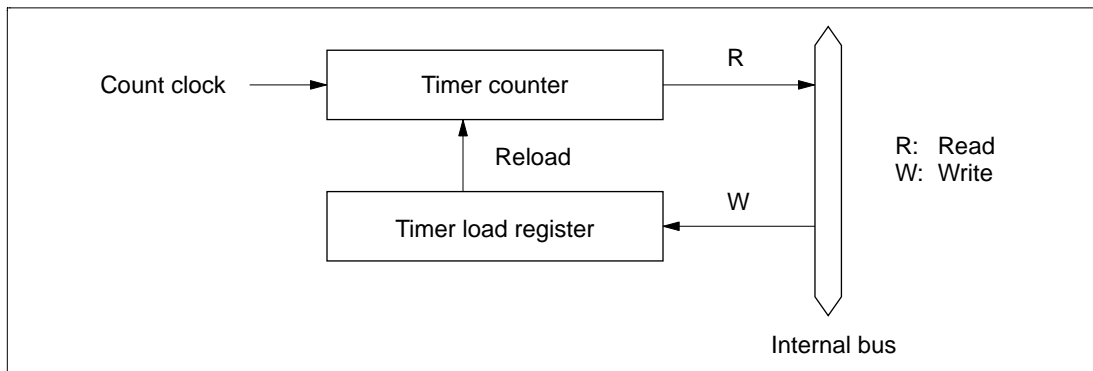 R
Count clock
Timer counter
Reload
R: Read
W: Write
W
Timer load register
Internal bus